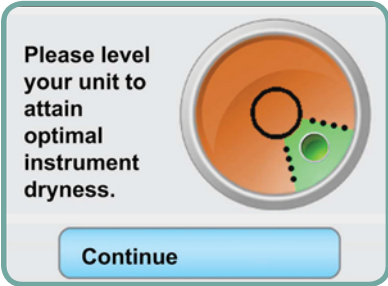 Please level
your unit to
attain
optimal
instrument
dryness.
Continue